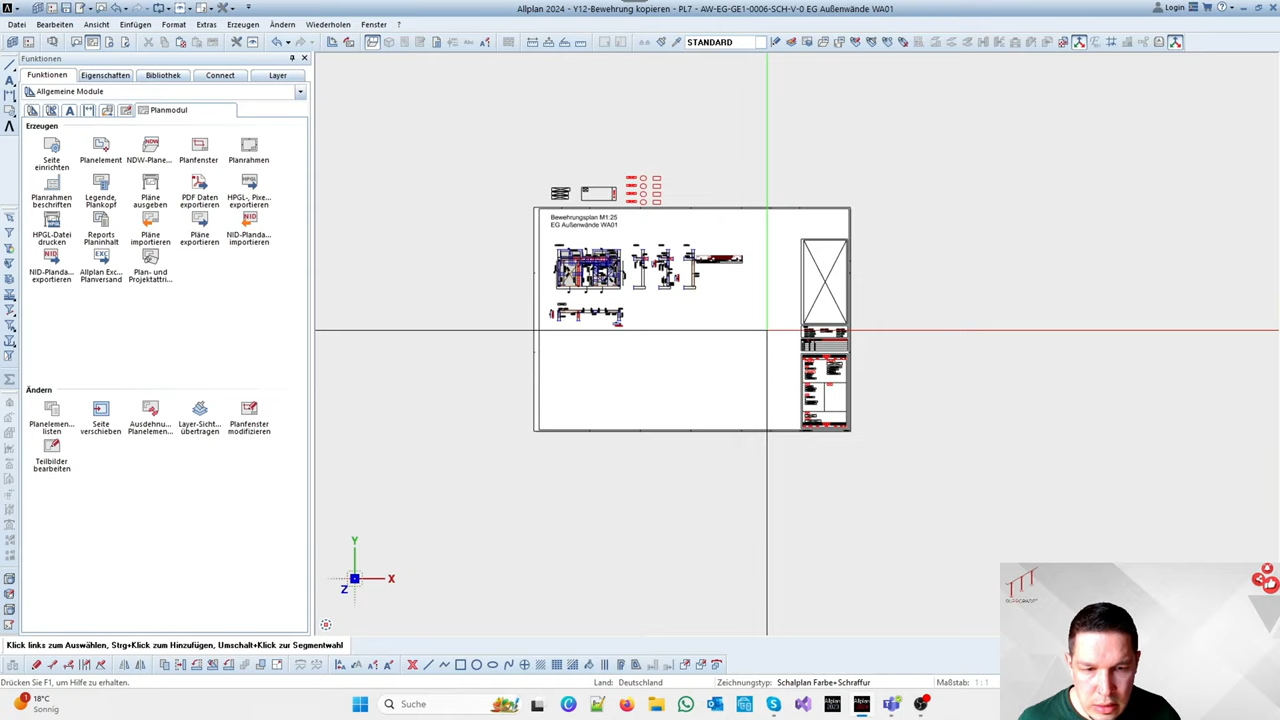 Allplan 2024 - Y12-Bewehrung kopieren - PL7 - AW-EG-GE1-0006-SCH-V-0 EG Außenwände WA01
Login
Datei Bearbeiten Ansicht Einfügen Format Extras Erzeugen Ändern Wiederholen Fenster ?
STANDARD
Funktionen
Funktionen Eigenschaften Bibliothek Connect Layer
Allgemeine Module
Planmodul
Erzeugen
Seite einrichten
Planelement
NDW-Plane...
Planfenster
Planrahmen
Planrahmen beschriften
Legende, Plankopf
Pläne ausgeben
PDF Daten exportieren
HPGL-, Pixe... exportieren
HPGL-Datei drucken
Reports Planinhalt
Pläne importieren
Pläne exportieren
NID-Planda... importieren
NID-Planda... exportieren
Allplan Exc... Planversand
Plan- und Projektattri...
Ändern
Planelemen... listen
Seite verschieben
Ausdehnu... Planelemen...
Layer-Sicht... übertragen
Planfenster modifizieren
Teilbilder bearbeiten
Bewehrungsplan M1:25
EG Außenwände WA01
Y
X
Z
Klick links zum Auswählen, Strg+Klick zum Hinzufügen, Umschalt+Klick zur Segmentwahl
Drücken Sie F1, um Hilfe zu erhalten.
Land: Deutschland
Zeichnungstyp: Schalplan Farbe+Schraffur
Maßstab: 1 : 1
18°C
Sonnig
Suche